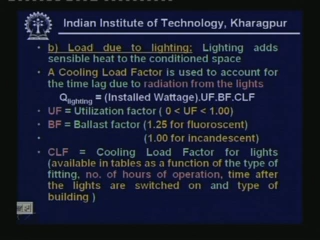 Indian Institute of Technology, Kharagpur
• b) Load due to lighting: Lighting adds
sensible heat to the conditioned space
• A Cooling Load Factor is used to account for
the time lag due to radiation from the lights
Qlighting = (Installed Wattage).UF.BF.CLF
• UF = Utilization factor ( 0 < UF < 1.00)
• BF = Ballast factor (1.25 for fluoroscent)
• (1.00 for incandescent)
• CLF = Cooling Load Factor for lights
(available in tables as a function of the type of
fitting, no. of hours of operation, time after
the lights are switched on and type of
building )